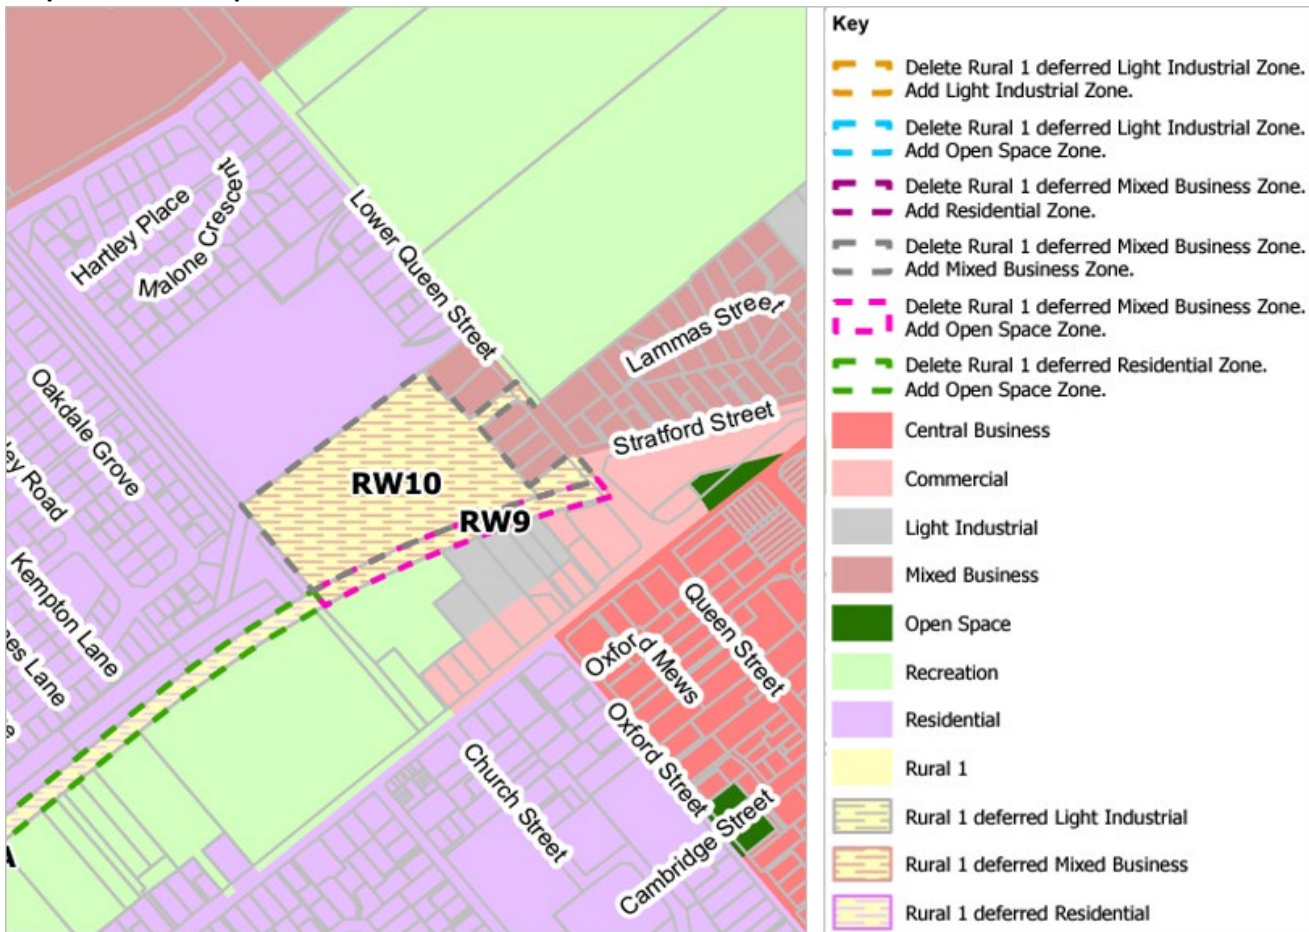 Hartley Place
Malone Crescent
Lower Queen Street
Lammas Street
Stratford Street
Oakdale Grove
ley Road
RW10
RW9
Kempton Lane
nes Lane
Queen Street
Oxford Mews
Oxford Street
Church Street
Cambridge Street
Key
Delete Rural 1 deferred Light Industrial Zone.
Add Light Industrial Zone.
Delete Rural 1 deferred Light Industrial Zone.
Add Open Space Zone.
Delete Rural 1 deferred Mixed Business Zone.
Add Residential Zone.
Delete Rural 1 deferred Mixed Business Zone.
Add Mixed Business Zone.
Delete Rural 1 deferred Mixed Business Zone.
Add Open Space Zone.
Delete Rural 1 deferred Residential Zone.
Add Open Space Zone.
Central Business
Commercial
Light Industrial
Mixed Business
Open Space
Recreation
Residential
Rural 1
Rural 1 deferred Light Industrial
Rural 1 deferred Mixed Business
Rural 1 deferred Residential